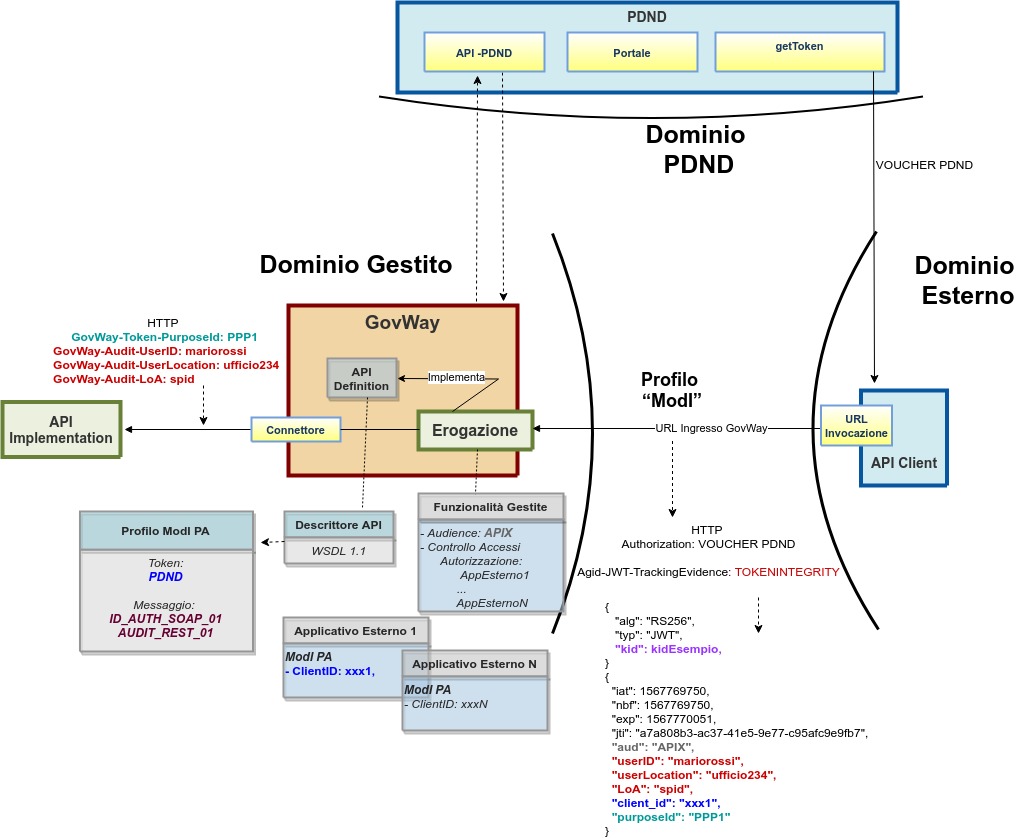 PDND
API -PDND
Portale
getToken
Dominio
PDND
VOUCHER PDND
Dominio Gestito
Dominio
Esterno
HTTP
GovWay-Token-PurposeId: PPP1
GovWay-Audit-UserID: mariorossi
GovWay-Audit-UserLocation: ufficio234
GovWay-Audit-LoA: spid
GovWay
API
Definition
Implementa
Profilo
“ModI”
API
Implementation
Connettore
Erogazione
URL Ingresso GovWay
URL
Invocazione
API Client
Profilo ModI PA
Token:
PDND
Messaggio:
ID_AUTH_SOAP_01
AUDIT_REST_01
Descrittore API
WSDL 1.1
Funzionalità Gestite
- Audience: APIX
- Controllo Accessi
Autorizzazione:
AppEsterno1
...
AppEsternoN
HTTP
Authorization: VOUCHER PDND
Agid-JWT-TrackingEvidence: TOKENINTEGRITY
Applicativo Esterno 1
ModI PA
- ClientID: xxx1,
Applicativo Esterno N
ModI PA
- ClientID: xxxN
{
"alg": "RS256",
"typ": "JWT",
"kid": kidEsempio,
}
{
"iat": 1567769750,
"nbf": 1567769750,
"exp": 1567770051,
"jti": "a7a808b3-ac37-41e5-9e77-c95afc9e9fb7",
"aud": "APIX",
"userID": "mariorossi",
"userLocation": "ufficio234",
"LoA": "spid",
"client_id": "xxx1",
"purposeId": "PPP1"
}